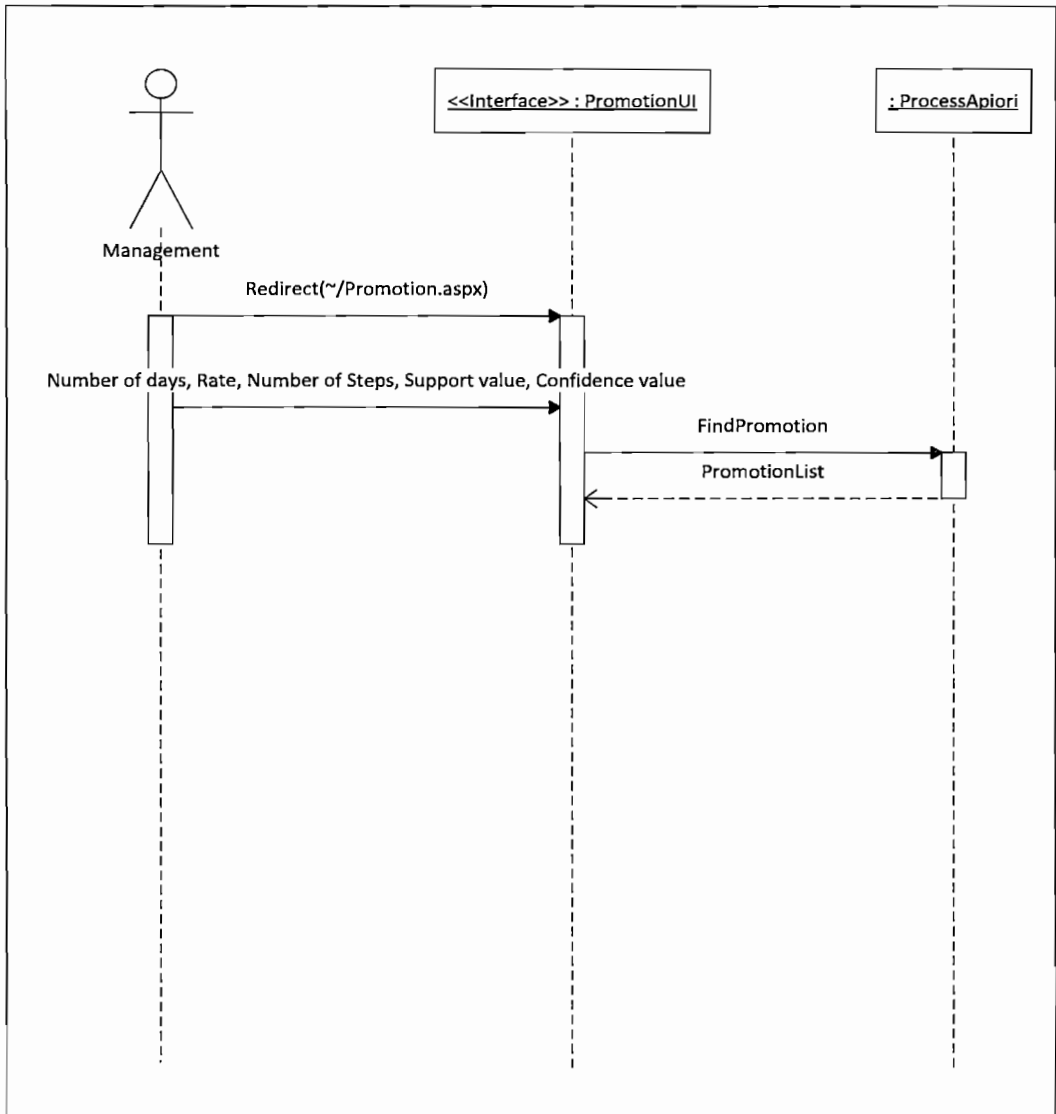 <<Interface>> : PromotionUI
: ProcessApiori
Management
Redirect(~/Promotion.aspx)
Number of days, Rate, Number of Steps, Support value, Confidence value
FindPromotion
PromotionList